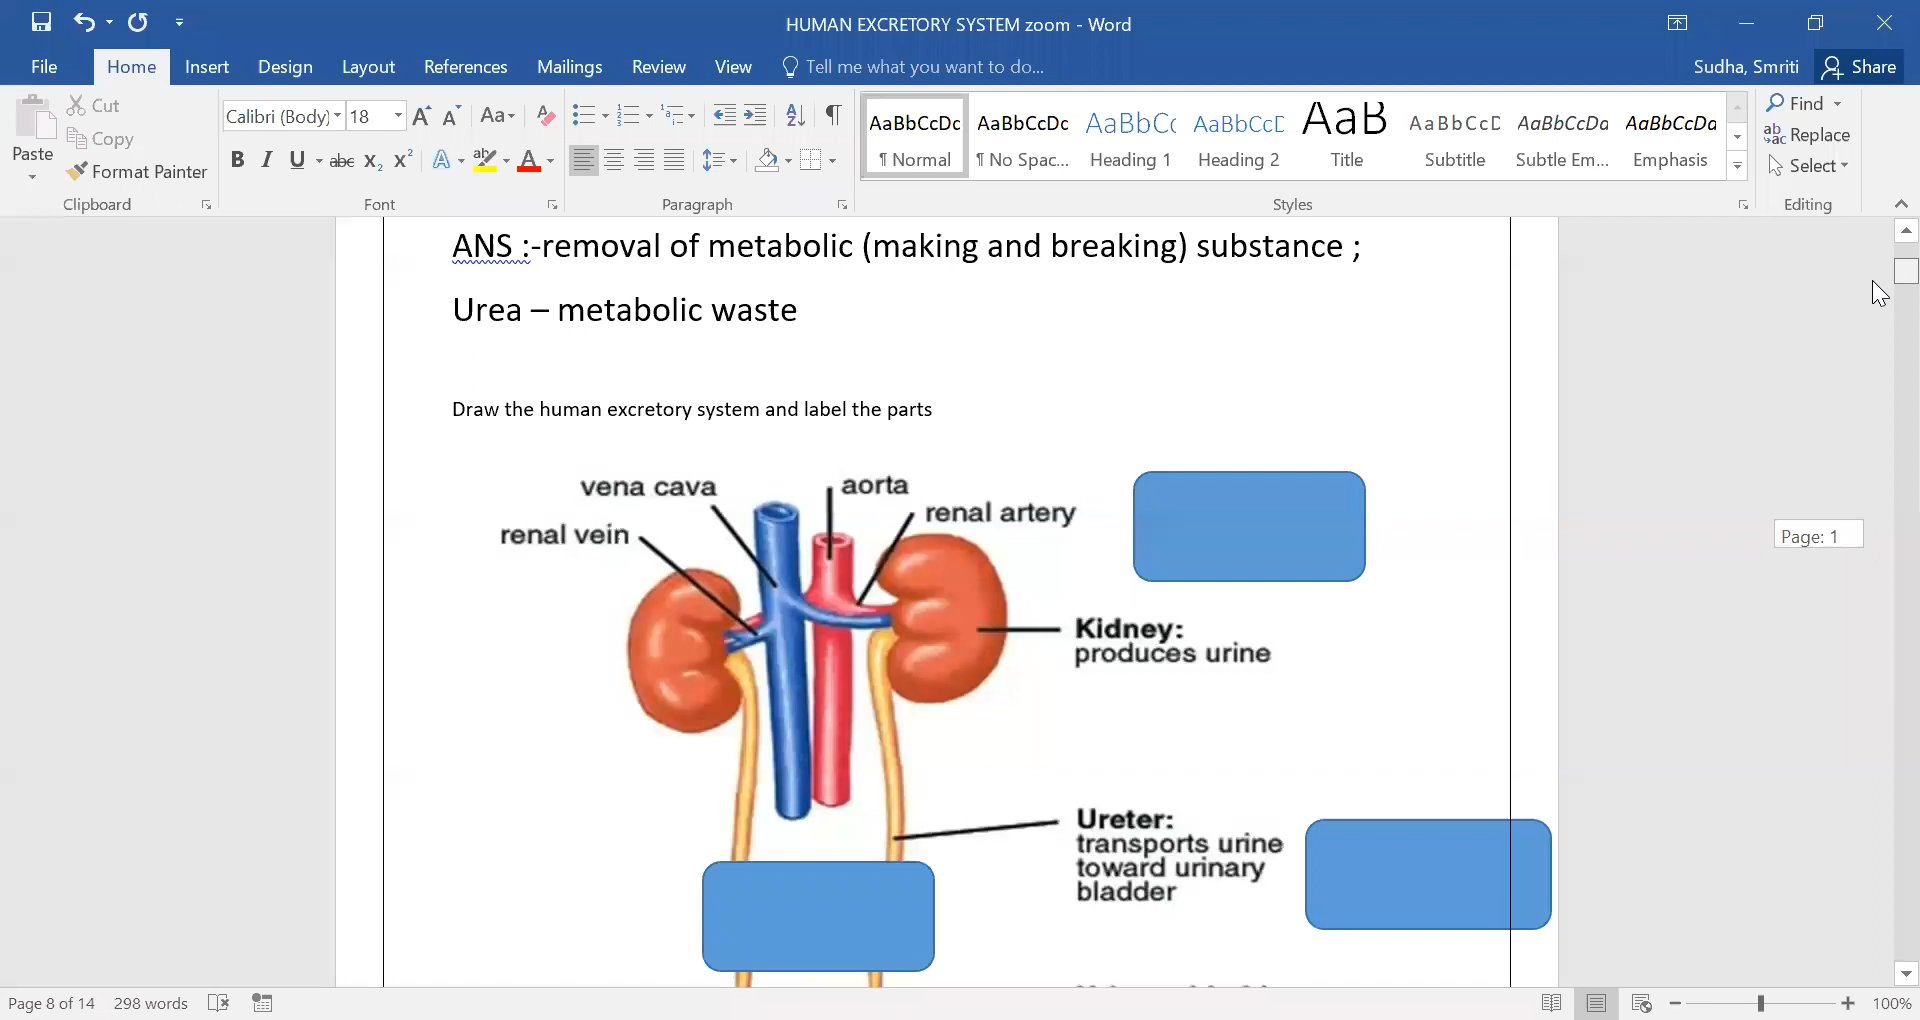 HUMAN EXCRETORY SYSTEM zoom - Word
File Home Insert Design Layout References Mailings Review View Tell me what you want to do... Sudha, Smriti Share
Paste
Cut
Copy
Format Painter
Clipboard
Calibri (Body) 18
Font
Paragraph
AaBbCcDc AaBbCcDc AaBbCc AaBbCcD AaB AaBbCcD AaBbCcDa AaBbCcDa
¶ Normal ¶ No Spac... Heading 1 Heading 2 Title Subtitle Subtle Em... Emphasis
Styles
Find
Replace
Select
Editing
ANS :-removal of metabolic (making and breaking) substance ;
Urea – metabolic waste
Draw the human excretory system and label the parts
vena cava
aorta
renal artery
renal vein
Kidney:
produces urine
Ureter:
transports urine
toward urinary
bladder
Page: 1
Page 8 of 14 298 words 100%